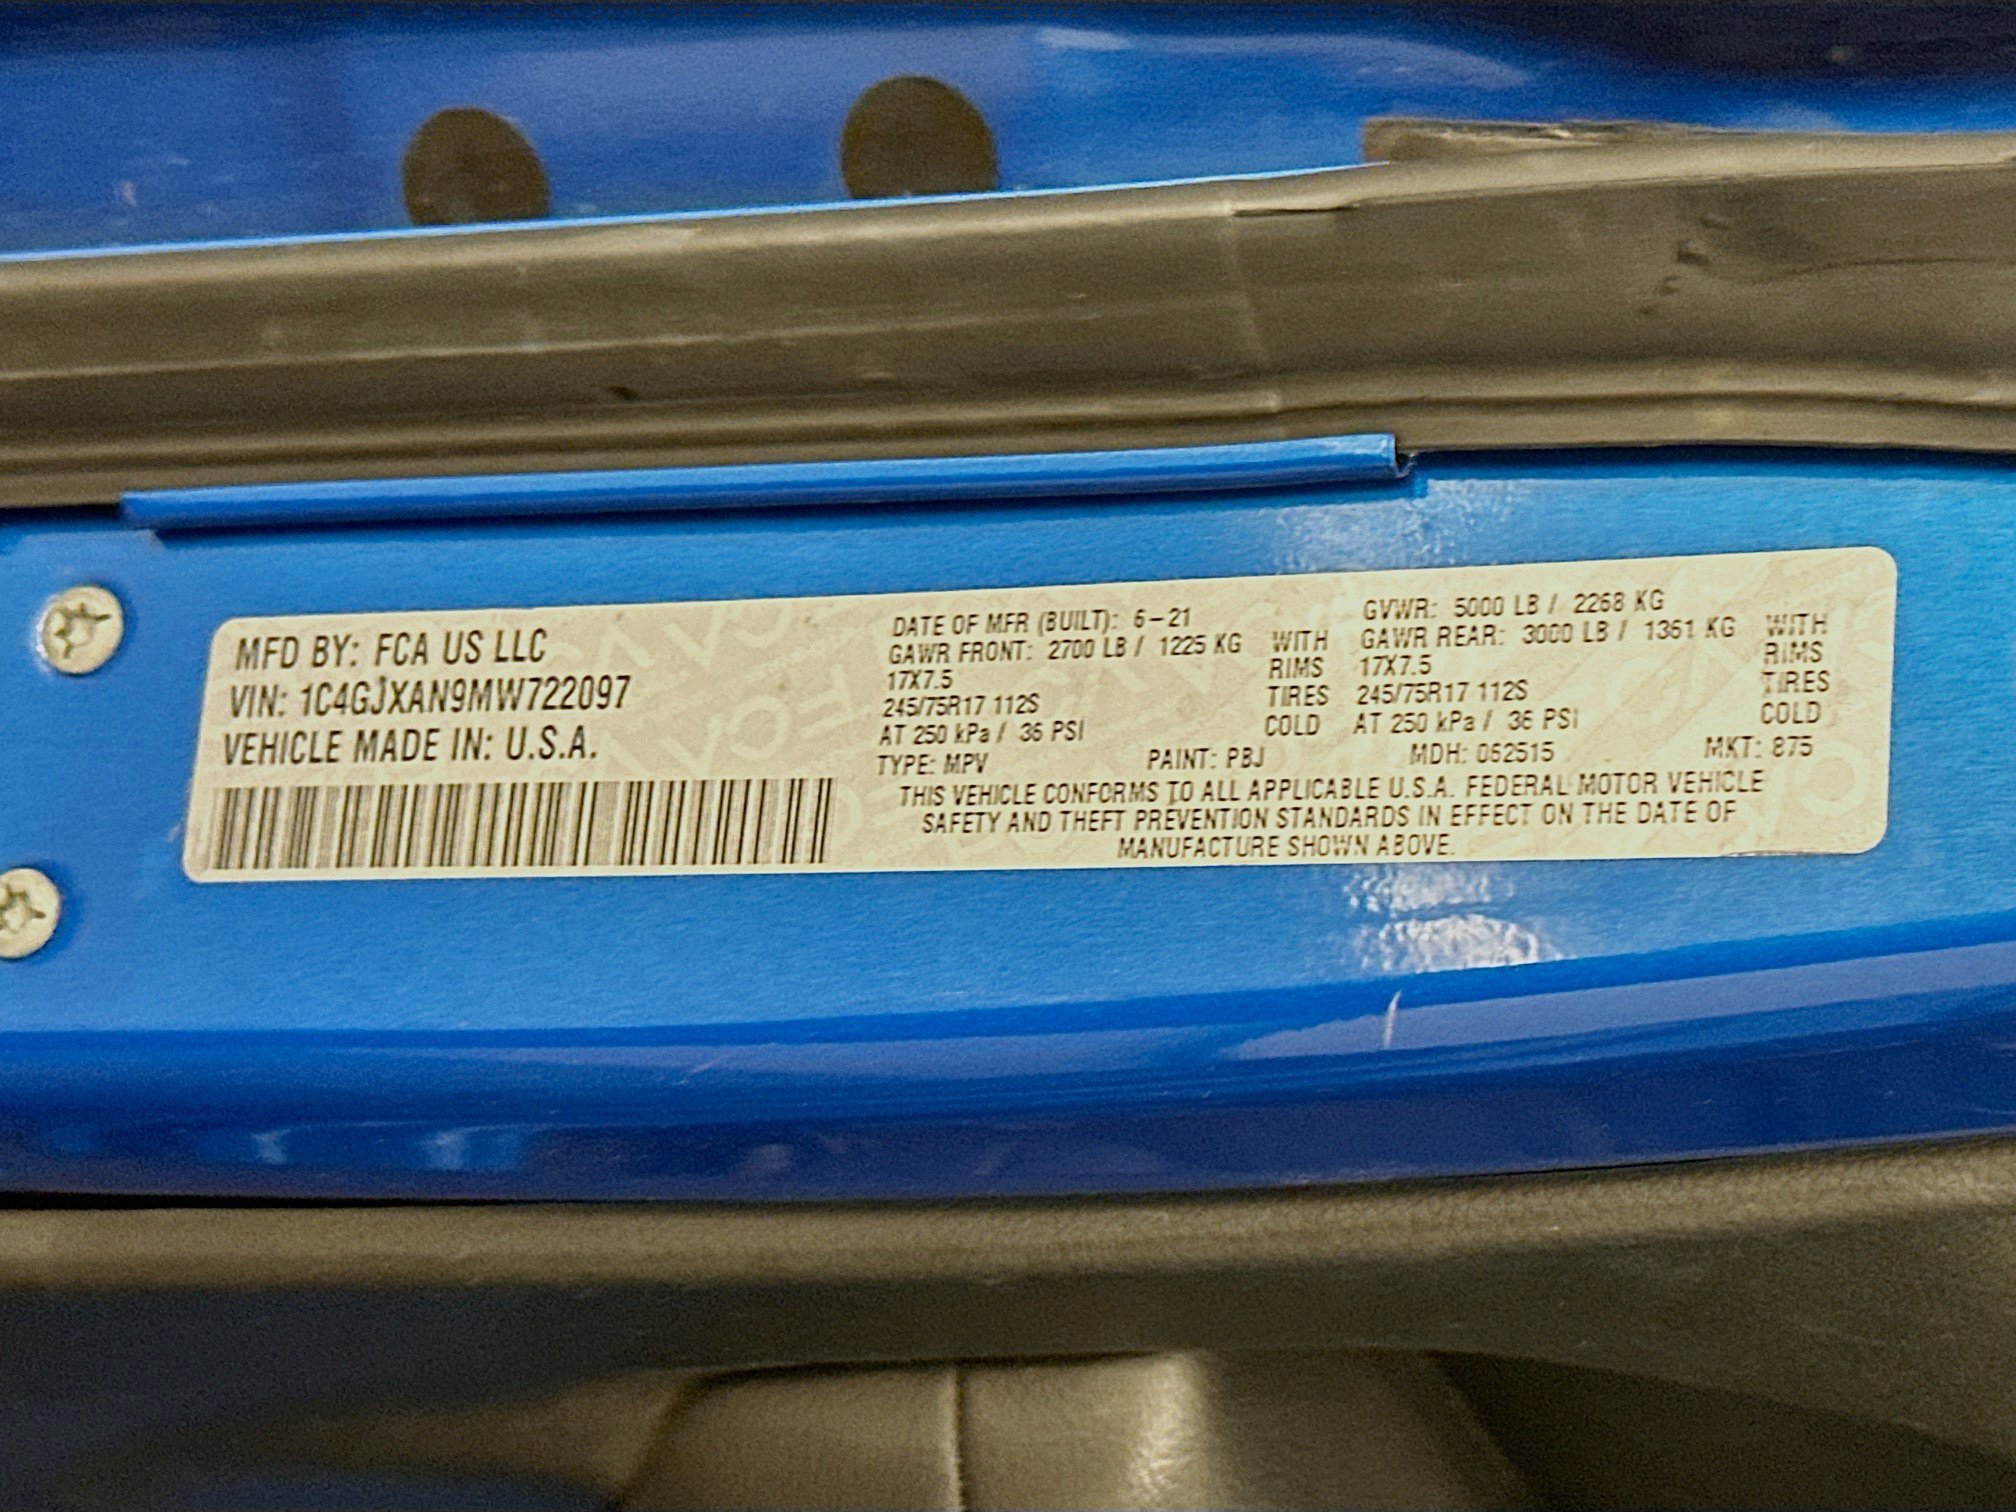 MFD BY: FCA US LLC
VIN: 1C4GJXAN9MW722097
VEHICLE MADE IN: U.S.A.
DATE OF MFR (BUILT): 6-21 GVWR: 5000 LB / 2268 KG
GAWR FRONT: 2700 LB / 1225 KG WITH GAWR REAR: 3000 LB / 1361 KG WITH
17X7.5 RIMS 17X7.5 RIMS
245/75R17 112S TIRES 245/75R17 112S TIRES
AT 250 kPa / 36 PSI COLD AT 250 kPa / 36 PSI COLD
TYPE: MPV PAINT: PBJ MDH: 062515 MKT: 875
THIS VEHICLE CONFORMS TO ALL APPLICABLE U.S.A. FEDERAL MOTOR VEHICLE
SAFETY AND THEFT PREVENTION STANDARDS IN EFFECT ON THE DATE OF
MANUFACTURE SHOWN ABOVE.